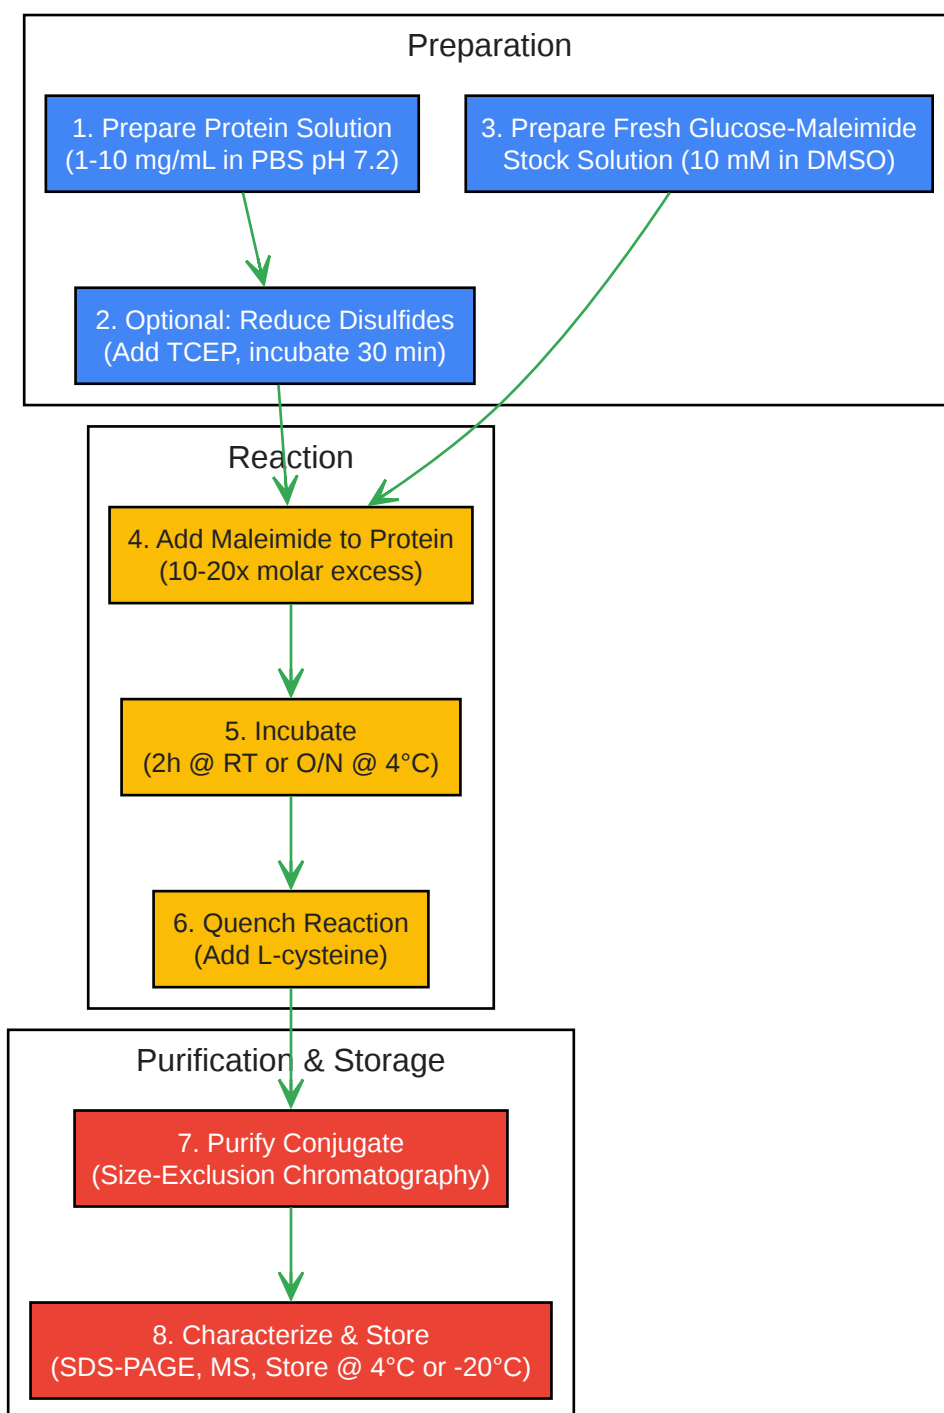 Preparation
1. Prepare Protein Solution
(1-10 mg/mL in PBS pH 7.2)
3. Prepare Fresh Glucose-Maleimide
Stock Solution (10 mM in DMSO)
2. Optional: Reduce Disulfides
(Add TCEP, incubate 30 min)
Reaction
4. Add Maleimide to Protein
(10-20x molar excess)
5. Incubate
(2h @ RT or O/N @ 4°C)
6. Quench Reaction
(Add L-cysteine)
Purification & Storage
7. Purify Conjugate
(Size-Exclusion Chromatography)
8. Characterize & Store
(SDS-PAGE, MS, Store @ 4°C or -20°C)